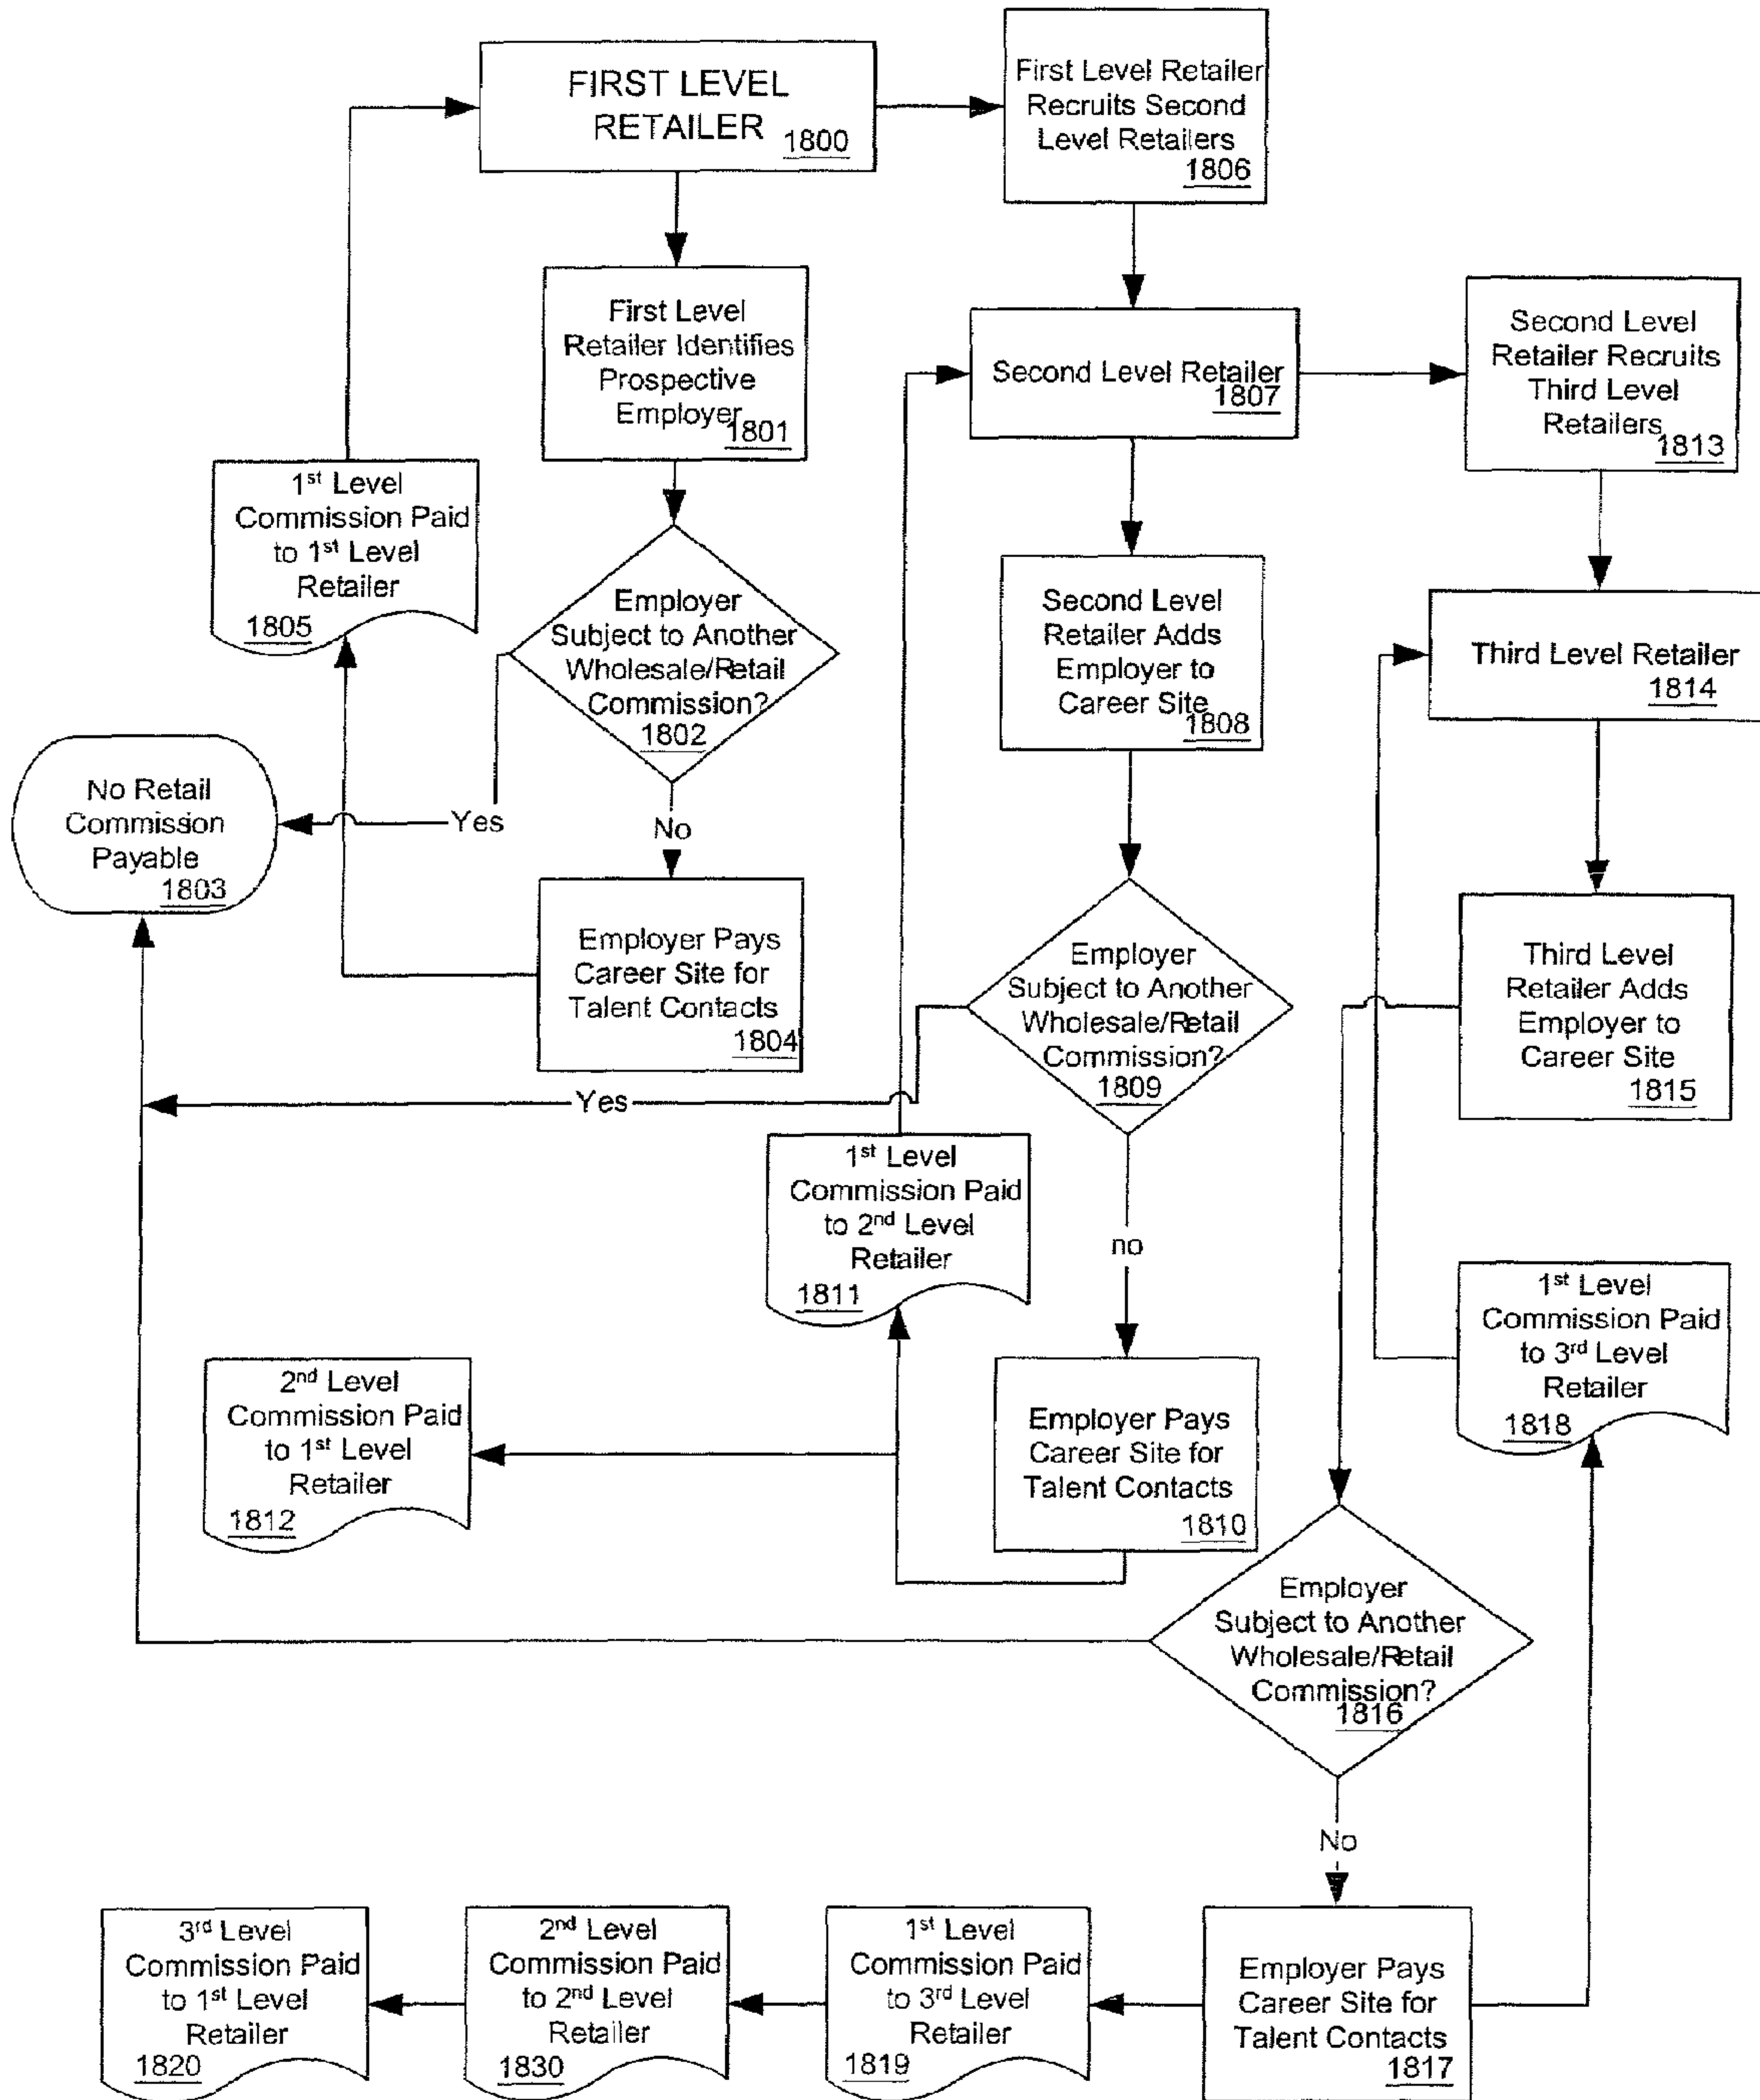 FIRST LEVEL
RETAILER
1800
First Level Retailer
Recruits Second
Level Retailers
1806
First Level
Retailer Identifies
Prospective
Employer
1801
Second Level Retailer
1807
Second Level
Retailer Recruits
Third Level
Retailers
1813
1st Level
Commission Paid
to 1st Level
Retailer
1805
Employer
Subject to Another
Wholesale/Retail
Commission?
1802
Second Level
Retailer Adds
Employer to
Career Site
1808
Third Level Retailer
1814
No Retail
Commission
Payable
1803
Yes
No
Employer Pays
Career Site for
Talent Contacts
1804
Employer
Subject to Another
Wholesale/Retail
Commission?
1809
Third Level
Retailer Adds
Employer to
Career Site
1815
Yes
1st Level
Commission Paid
to 2nd Level
Retailer
1811
no
1st Level
Commission Paid
to 3rd Level
Retailer
1818
2nd Level
Commission Paid
to 1st Level
Retailer
1812
Employer Pays
Career Site for
Talent Contacts
1810
Employer
Subject to Another
Wholesale/Retail
Commission?
1816
No
3rd Level
Commission Paid
to 1st Level
Retailer
1820
2nd Level
Commission Paid
to 2nd Level
Retailer
1830
1st Level
Commission Paid
to 3rd Level
Retailer
1819
Employer Pays
Career Site for
Talent Contacts
1817